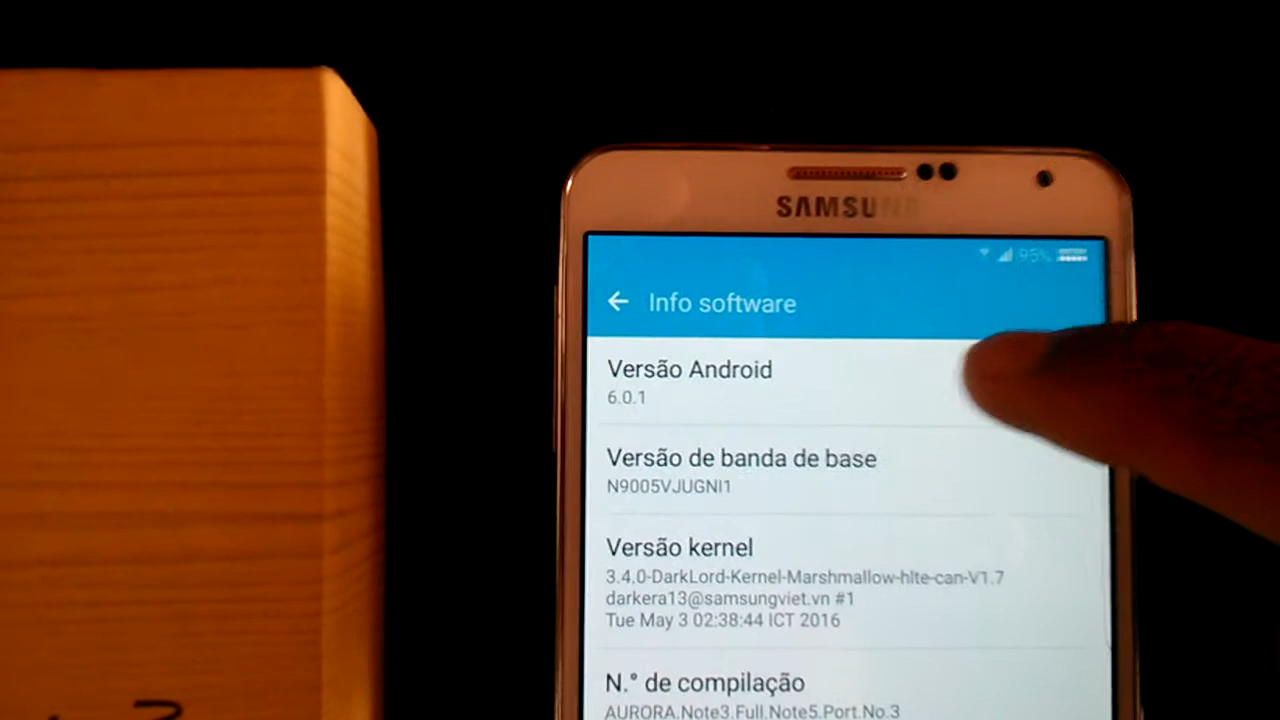 SAMSUNG
95%
Info software
Versão Android
6.0.1
Versão de banda de base
N9005VJUGNI1
Versão kernel
3.4.0-DarkLord-Kernel-Marshmallow-hlte-can-V1.7
darkera13@samsungviet.vn #1
Tue May 3 02:38:44 ICT 2016
N.° de compilação
AURORA.Note3.Full.Note5.Port.No.3